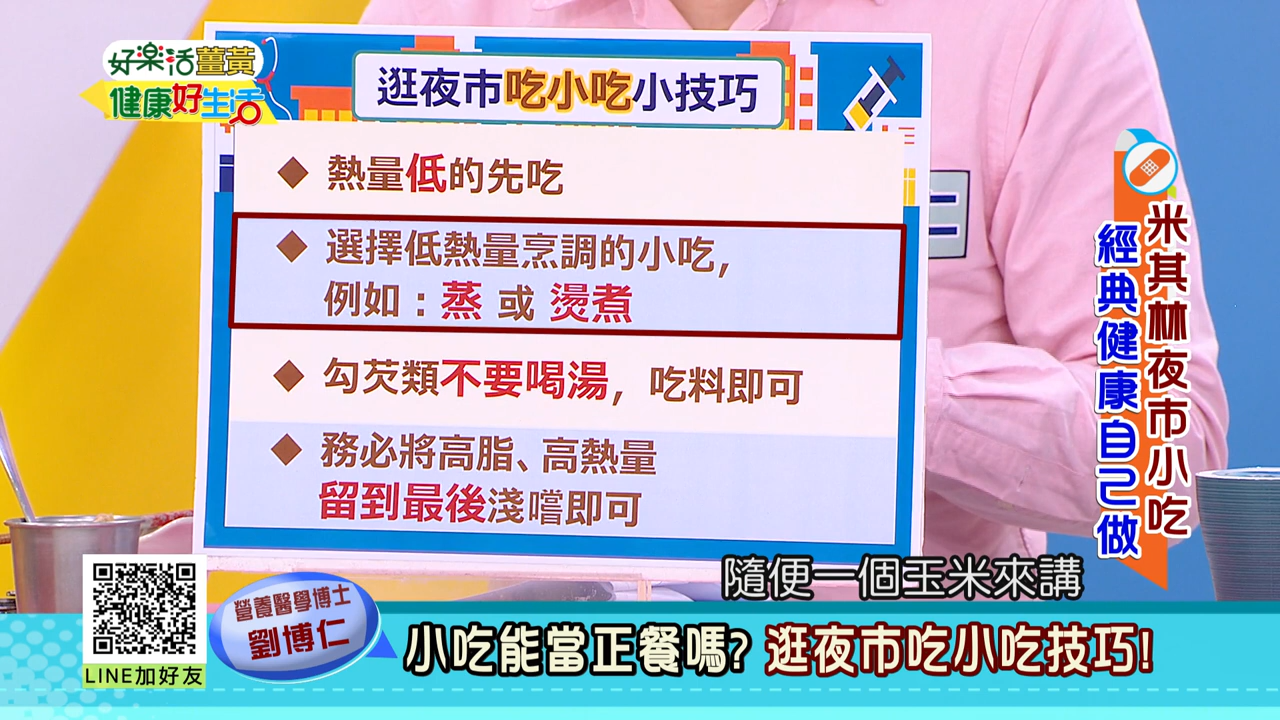 好樂活薑黃
健康好生活
逛夜市吃小吃小技巧
◆ 熱量低的先吃
◆ 選擇低熱量烹調的小吃,
例如：蒸 或 燙煮
◆ 勾芡類不要喝湯，吃料即可
◆ 務必將高脂、高熱量
留到最後淺嚐即可
米其林夜市小吃
經典健康自己做
隨便一個玉米來講
營養醫學博士
劉博仁
小吃能當正餐嗎? 逛夜市吃小吃技巧!
LINE加好友